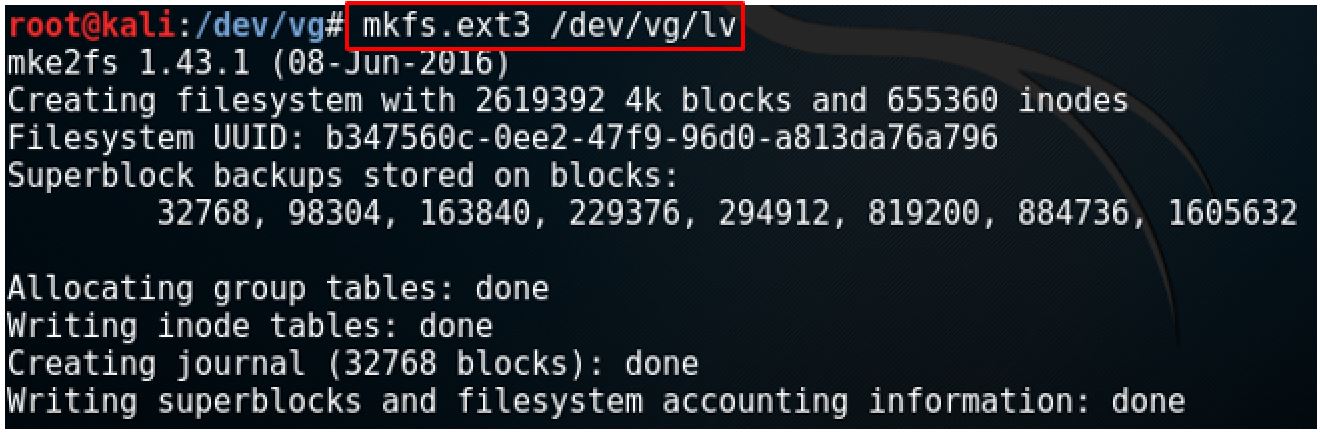 root@kali:/dev/vg# mkfs.ext3 /dev/vg/lv
mke2fs 1.43.1 (08-Jun-2016)
Creating filesystem with 2619392 4k blocks and 655360 inodes
Filesystem UUID: b347560c-0ee2-47f9-96d0-a813da76a796
Superblock backups stored on blocks:
        32768, 98304, 163840, 229376, 294912, 819200, 884736, 1605632

Allocating group tables: done
Writing inode tables: done
Creating journal (32768 blocks): done
Writing superblocks and filesystem accounting information: done